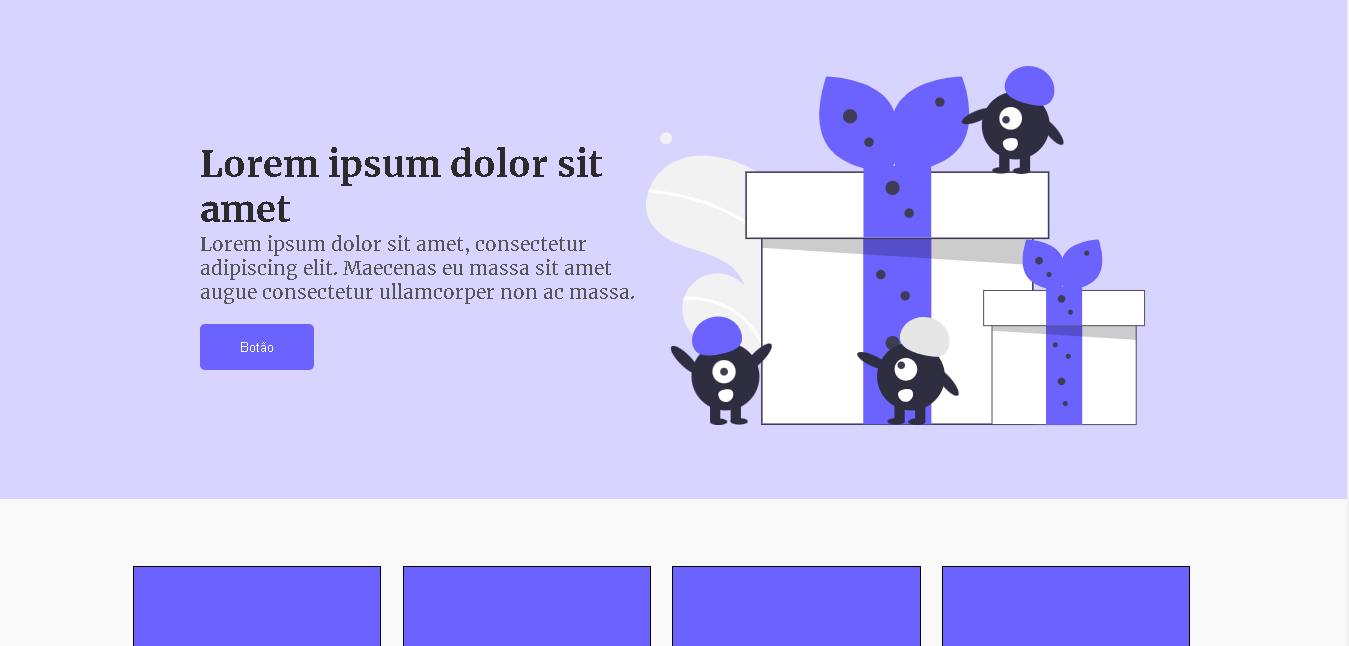 Lorem ipsum dolor sit
amet
Lorem ipsum dolor sit amet, consectetur
adipiscing elit. Maecenas eu massa sit amet
augue consectetur ullamcorper non ac massa.
Botão